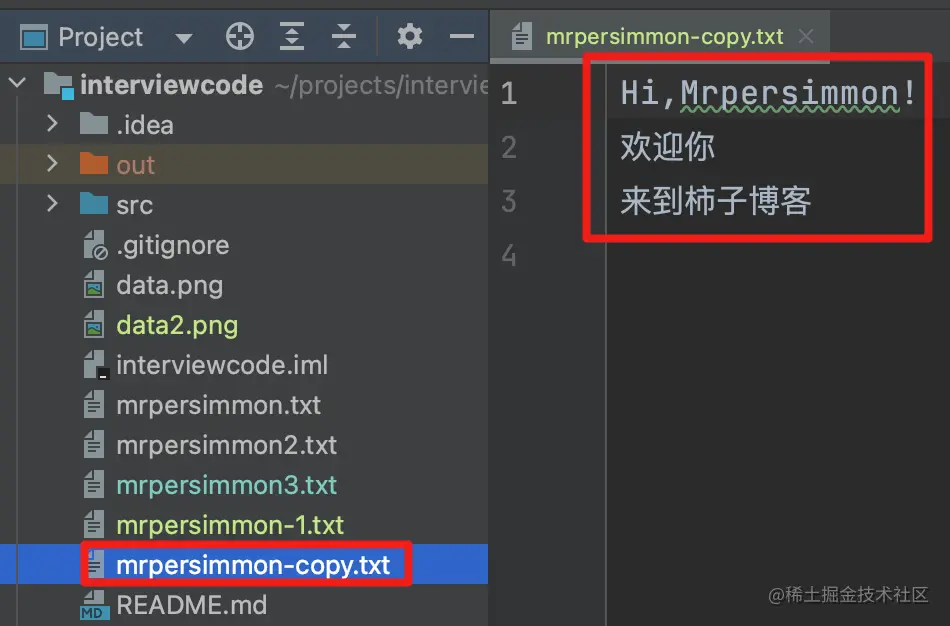 Project
mrpersimmon-copy.txt
interviewcode ~/projects/intervie
.idea
out
src
.gitignore
data.png
data2.png
interviewcode.iml
mrpersimmon.txt
mrpersimmon2.txt
mrpersimmon3.txt
mrpersimmon-1.txt
mrpersimmon-copy.txt
MD README.md
1 Hi,Mrpersimmon!
2 欢迎你
3 来到柿子博客
4
@稀土掘金技术社区